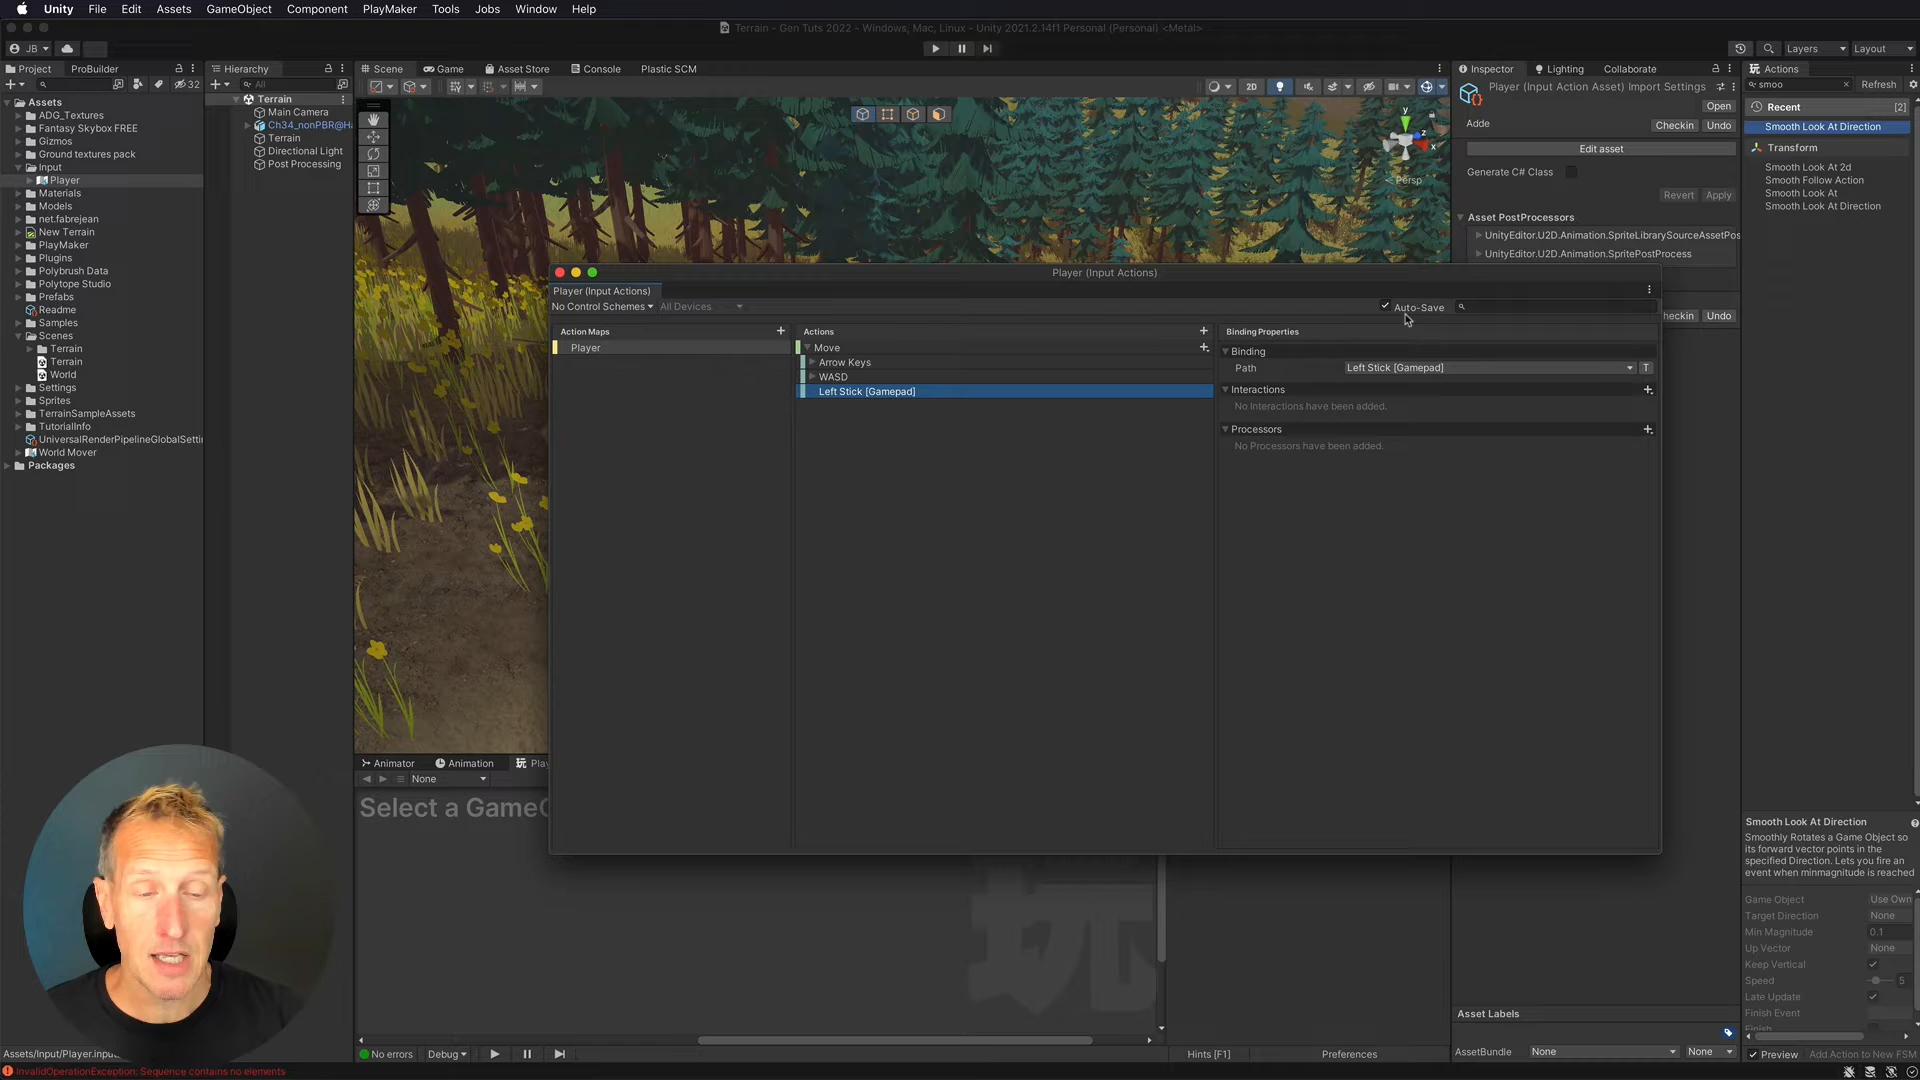 Unity File Edit Assets GameObject Component PlayMaker Tools Jobs Window Help
Terrain - Gen Tuts 2022 - Windows, Mac, Linux - Unity 2021.2.14f1 Personal (Personal) <Metal>
JB
Layers
Layout
Project
ProBuilder
32
Assets
ADG_Textures
Fantasy Skybox FREE
Gizmos
Ground textures pack
Input
Player
Materials
Models
net.fabrejean
New Terrain
PlayMaker
Plugins
Polybrush Data
Polytope Studio
Prefabs
Readme
Samples
Scenes
Terrain
Terrain
World
Settings
Sprites
TerrainSampleAssets
TutorialInfo
UniversalRenderPipelineGlobalSetti
World Mover
Packages
Hierarchy
All
Terrain
Main Camera
Ch34_nonPBR@Ha
Terrain
Directional Light
Post Processing
Scene
Game
Asset Store
Console
Plastic SCM
2D
y
z
x
Persp
Player (Input Actions)
Player (Input Actions)
No Control Schemes
All Devices
Auto-Save
Action Maps
Player
Actions
Move
Arrow Keys
WASD
Left Stick [Gamepad]
Binding Properties
Binding
Path
Left Stick [Gamepad]
T
Interactions
No Interactions have been added.
Processors
No Processors have been added.
Inspector
Lighting
Collaborate
Player (Input Action Asset) Import Settings
Open
Adde
Checkin
Undo
Edit asset
Generate C# Class
Revert
Apply
Asset PostProcessors
UnityEditor.U2D.Animation.SpriteLibrarySourceAssetPos
UnityEditor.U2D.Animation.SpritePostProcess
heckin
Undo
Asset Labels
AssetBundle
None
None
Actions
smoo
Refresh
Recent
[2]
Smooth Look At Direction
Transform
Smooth Look At 2d
Smooth Follow Action
Smooth Look At
Smooth Look At Direction
Smooth Look At Direction
Smoothly Rotates a Game Object so
its forward vector points in the
specified Direction. Lets you fire an
event when minmagnitude is reached
Game Object
Use Own
Target Direction
None
Min Magnitude
0.1
Up Vector
None
Keep Vertical
Speed
5
Late Update
Finish Event
Finish
Preview
Add Action to New FSM
Animator
Animation
Play
None
Select a GameO
玩
No errors
Debug
Hints [F1]
Preferences
Assets/Input/Player.inputa
InvalidOperationException: Sequence contains no elements